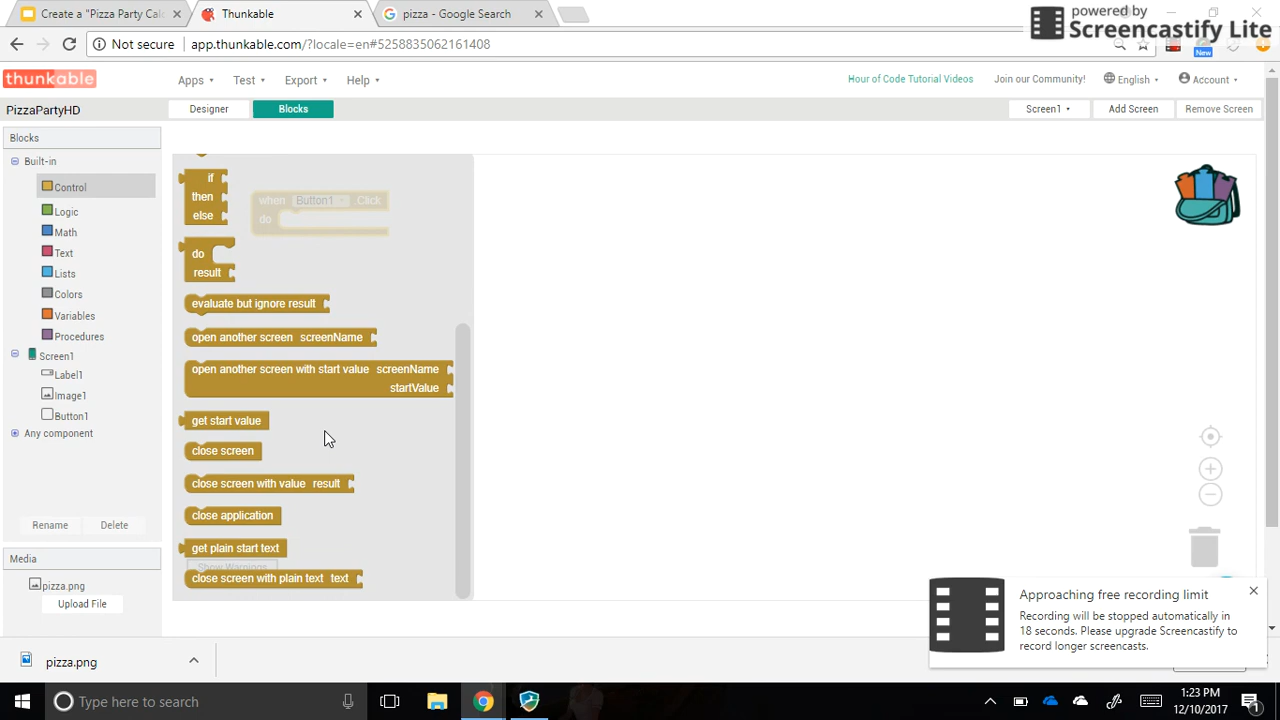 Create a "Pizza Party Calc
Thunkable
pizza - Google Search
powered by
Screencastify Lite
Not secure
app.thunkable.com/?locale=en#5258835062161408
New
thunkable
Apps
Test
Export
Help
Hour of Code Tutorial Videos
Join our Community!
English
Account
PizzaPartyHD
Designer
Blocks
Screen1
Add Screen
Remove Screen
Blocks
Built-in
Control
Logic
Math
Text
Lists
Colors
Variables
Procedures
Screen1
Label1
Image1
Button1
Any component
Rename
Delete
Media
pizza.png
Upload File
if
then
else
when Button1 .Click
do
do
result
evaluate but ignore result
open another screen screenName
open another screen with start value screenName
startValue
get start value
close screen
close screen with value result
close application
get plain start text
Show Warnings
close screen with plain text text
Approaching free recording limit
Recording will be stopped automatically in
18 seconds. Please upgrade Screencastify to
record longer screencasts.
pizza.png
Type here to search
1:23 PM
12/10/2017
1